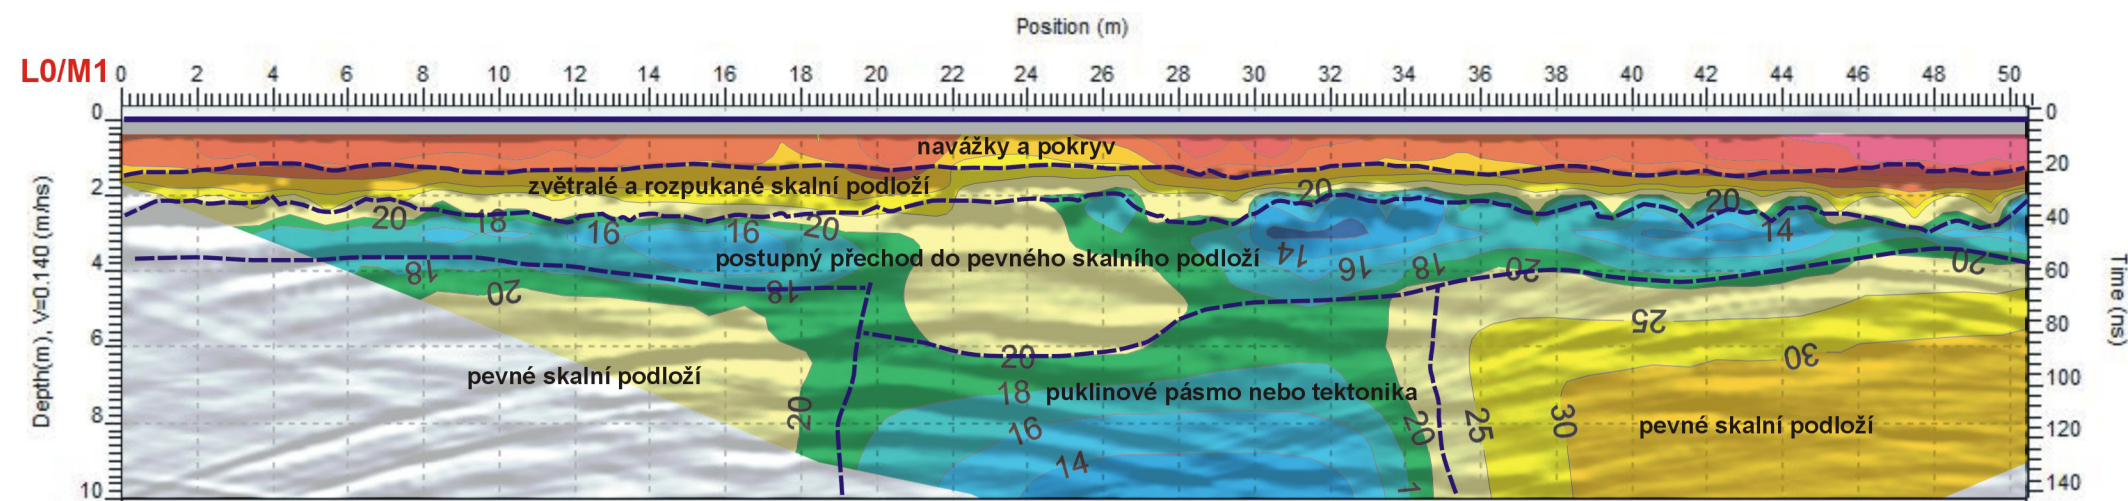 Position (m)
L0/M1 0 2 4 6 8 10 12 14 16 18 20 22 24 26 28 30 32 34 36 38 40 42 44 46 48 50
0 0
navážky a pokryv
20
zvětralé a rozpukané skalní podloží
2
20 20
20 18 16 16 20 14
40
postupný přechod do pevného skalního podloží
14 16 18 20 20
4 60
18 20 18
25
80
6
20 30
pevné skalní podloží
100
18 puklinové pásmo nebo tektonika
8
20 16 20 25 30 pevné skalní podloží
120
14
10 140
Depth(m), V=0.140 (m/ns)
Time (ns)